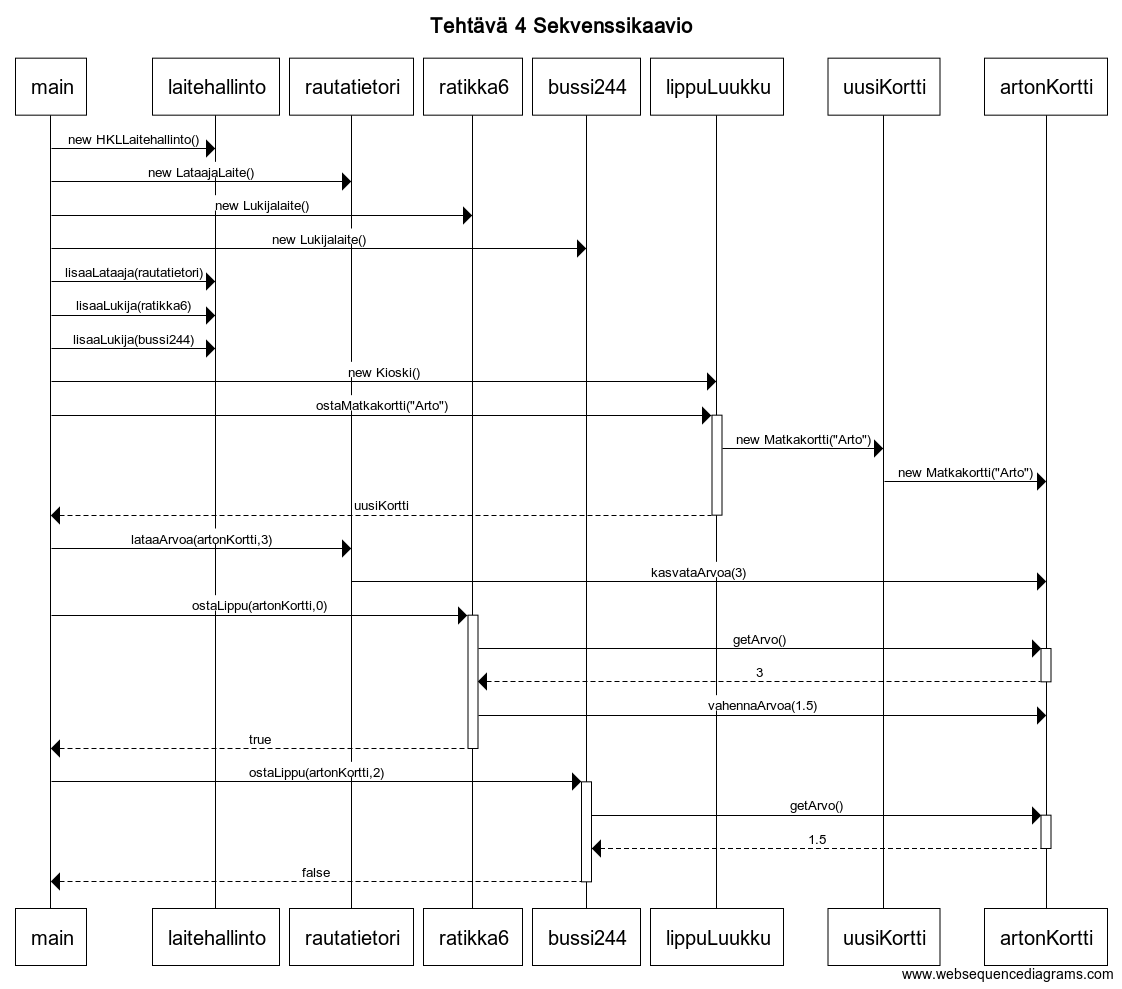 Tehtävä 4 Sekvenssikaavio
main laitehallinto rautatietori ratikka6 bussi244 lippuLuukku uusiKortti artonKortti
new HKLLaitehallinto()
new LataajaLaite()
new Lukijalaite()
new Lukijalaite()
lisaaLataaja(rautatietori)
lisaaLukija(ratikka6)
lisaaLukija(bussi244)
new Kioski()
ostaMatkakortti("Arto")
new Matkakortti("Arto")
new Matkakortti("Arto")
uusiKortti
lataaArvoa(artonKortti,3)
kasvataArvoa(3)
ostaLippu(artonKortti,0)
getArvo()
3
vahennaArvoa(1.5)
true
ostaLippu(artonKortti,2)
getArvo()
1.5
false
main laitehallinto rautatietori ratikka6 bussi244 lippuLuukku uusiKortti artonKortti
www.websequencediagrams.com